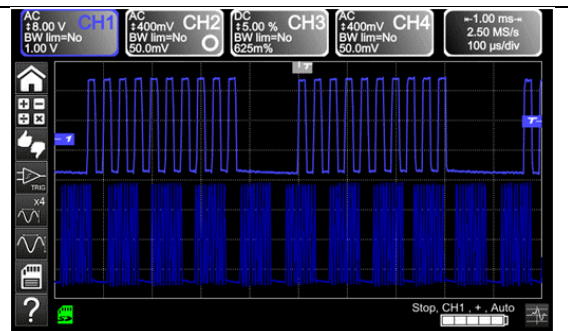 AC CH1
↕8.00 V
BW lim=No
1.00 V
AC CH2
↕400mV
BW lim=No
50.0mV
DC CH3
↕5.00 %
BW lim=No
625m%
AC CH4
↕400mV
BW lim=No
50.0mV
⇤1.00 ms⇥
2.50 MS/s
100 µs/div
T
1
T
TRIG
x4
?
Stop, CH1 , + , Auto